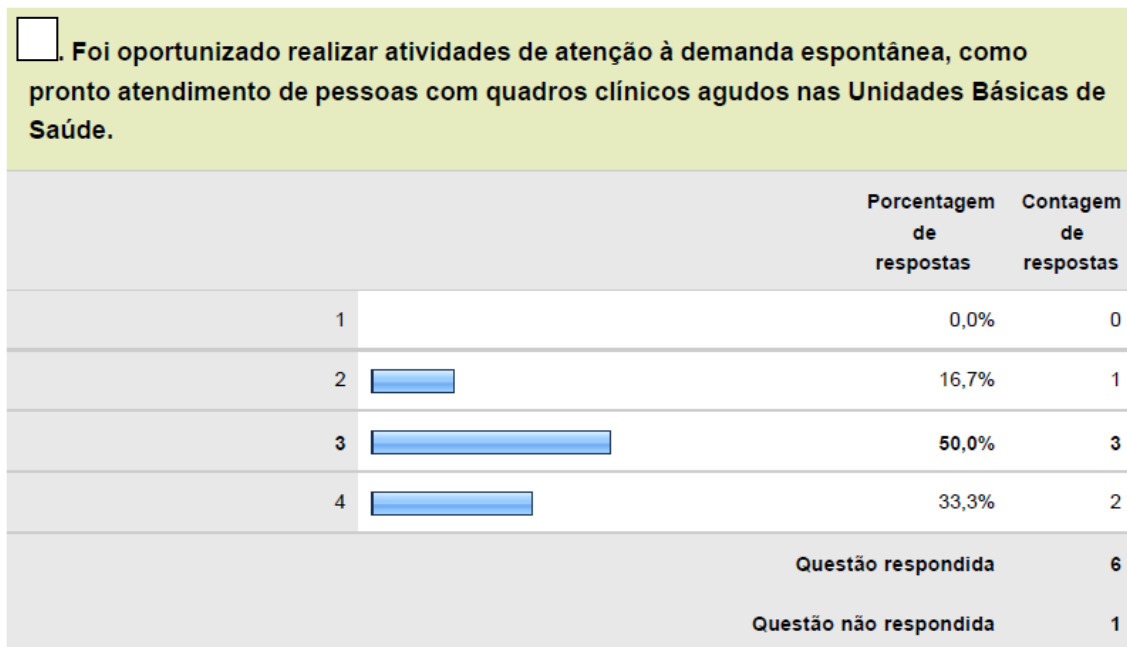 . Foi oportunizado realizar atividades de atenção à demanda espontânea, como
pronto atendimento de pessoas com quadros clínicos agudos nas Unidades Básicas de
Saúde.
Porcentagem de respostas Contagem de respostas
1 0,0% 0
2 16,7% 1
3 50,0% 3
4 33,3% 2
Questão respondida 6
Questão não respondida 1